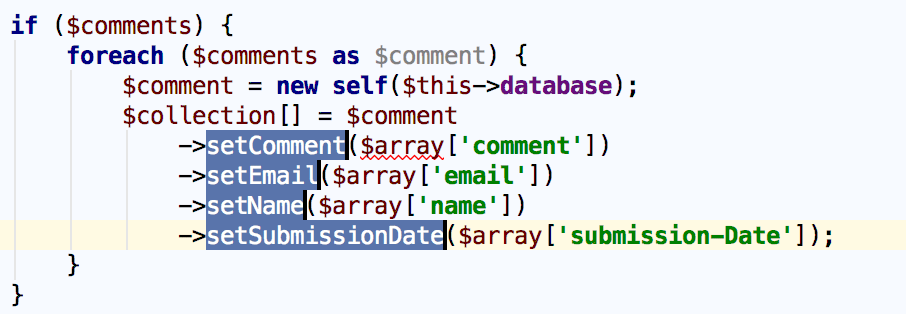 if ($comments) {
foreach ($comments as $comment) {
$comment = new self($this->database);
$collection[] = $comment
->setComment($array['comment'])
->setEmail($array['email'])
->setName($array['name'])
->setSubmissionDate($array['submission-Date']);
}
}